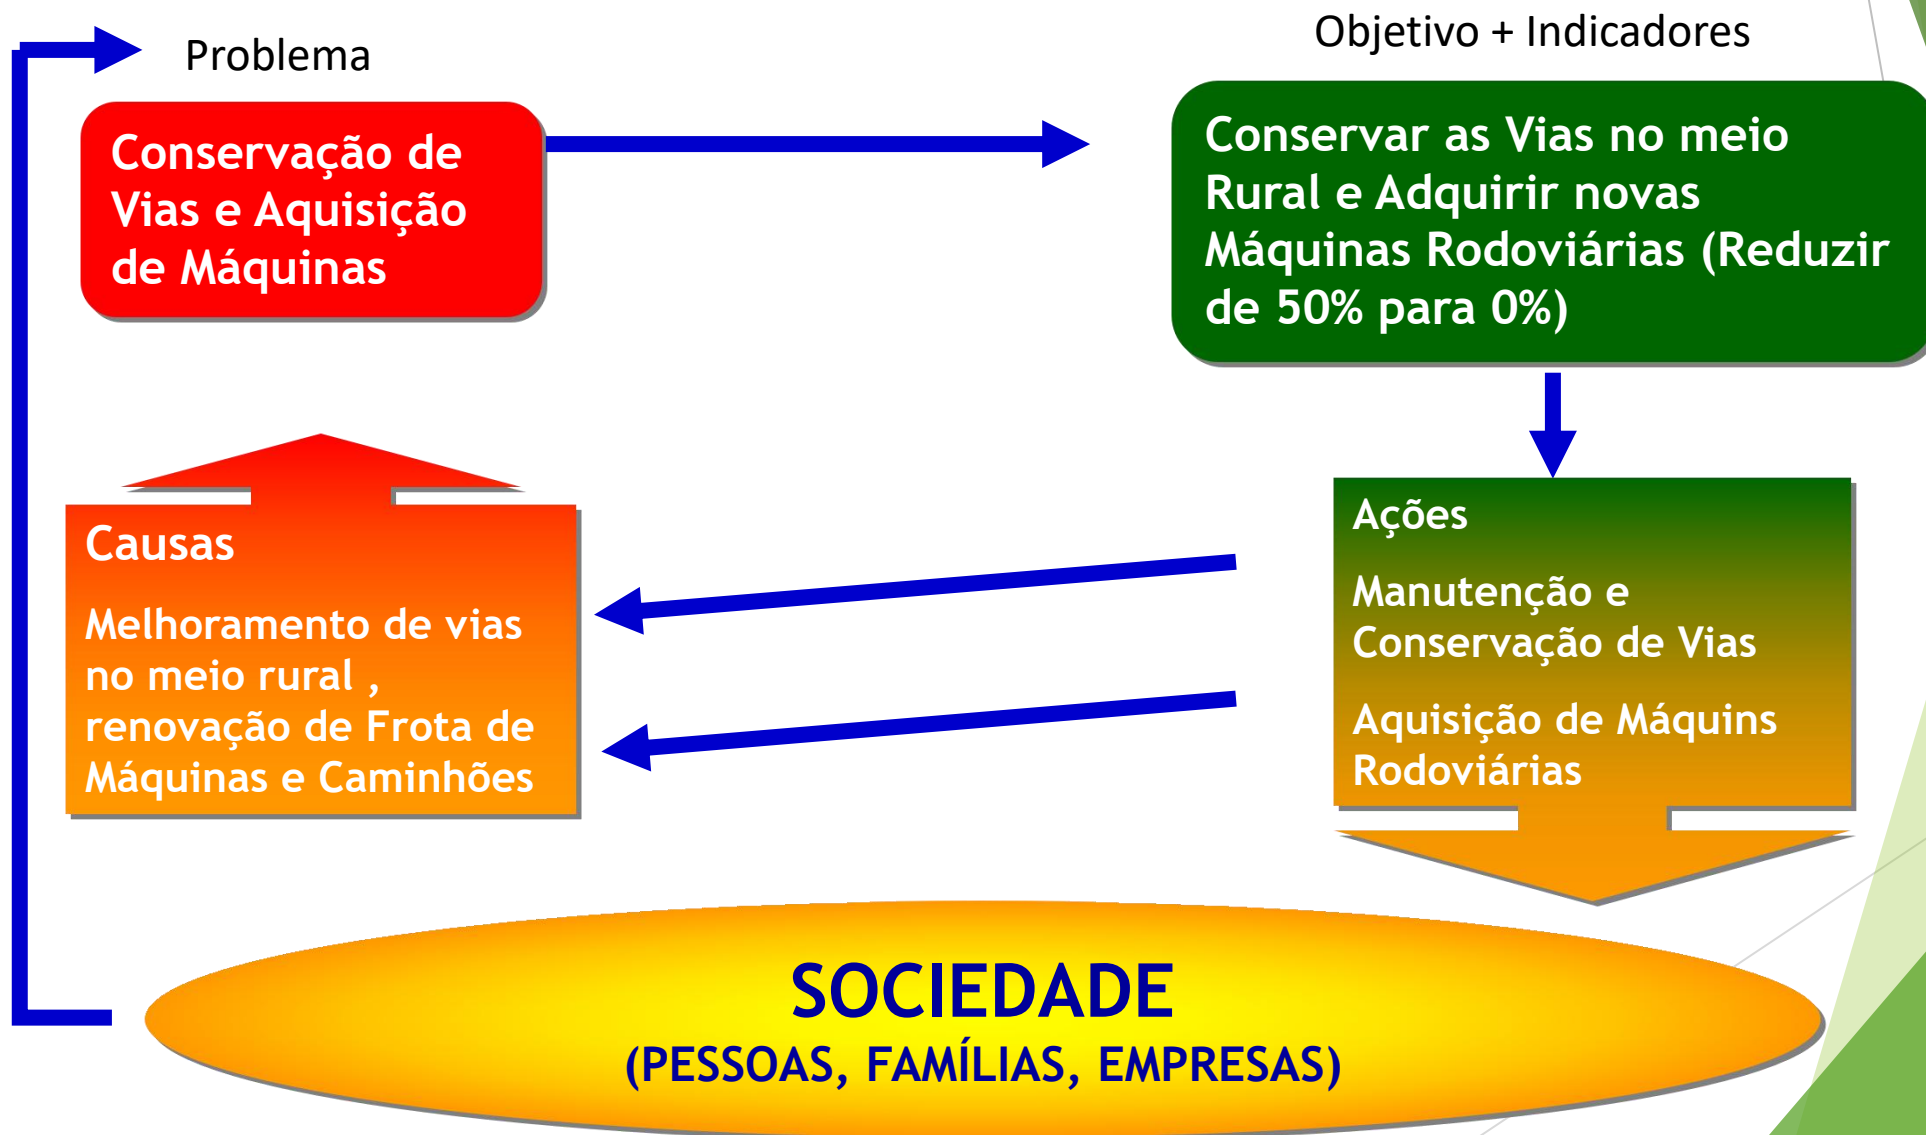 Problema
Conservação de
Vias e Aquisição
de Máquinas
Objetivo + Indicadores
Conservar as Vias no meio
Rural e Adquirir novas
Máquinas Rodoviárias (Reduzir
de 50% para 0%)
Causas
Melhoramento de vias
no meio rural ,
renovação de Frota de
Máquinas e Caminhões
Ações
Manutenção e
Conservação de Vias
Aquisição de Máquins
Rodoviárias
SOCIEDADE
(PESSOAS, FAMÍLIAS, EMPRESAS)